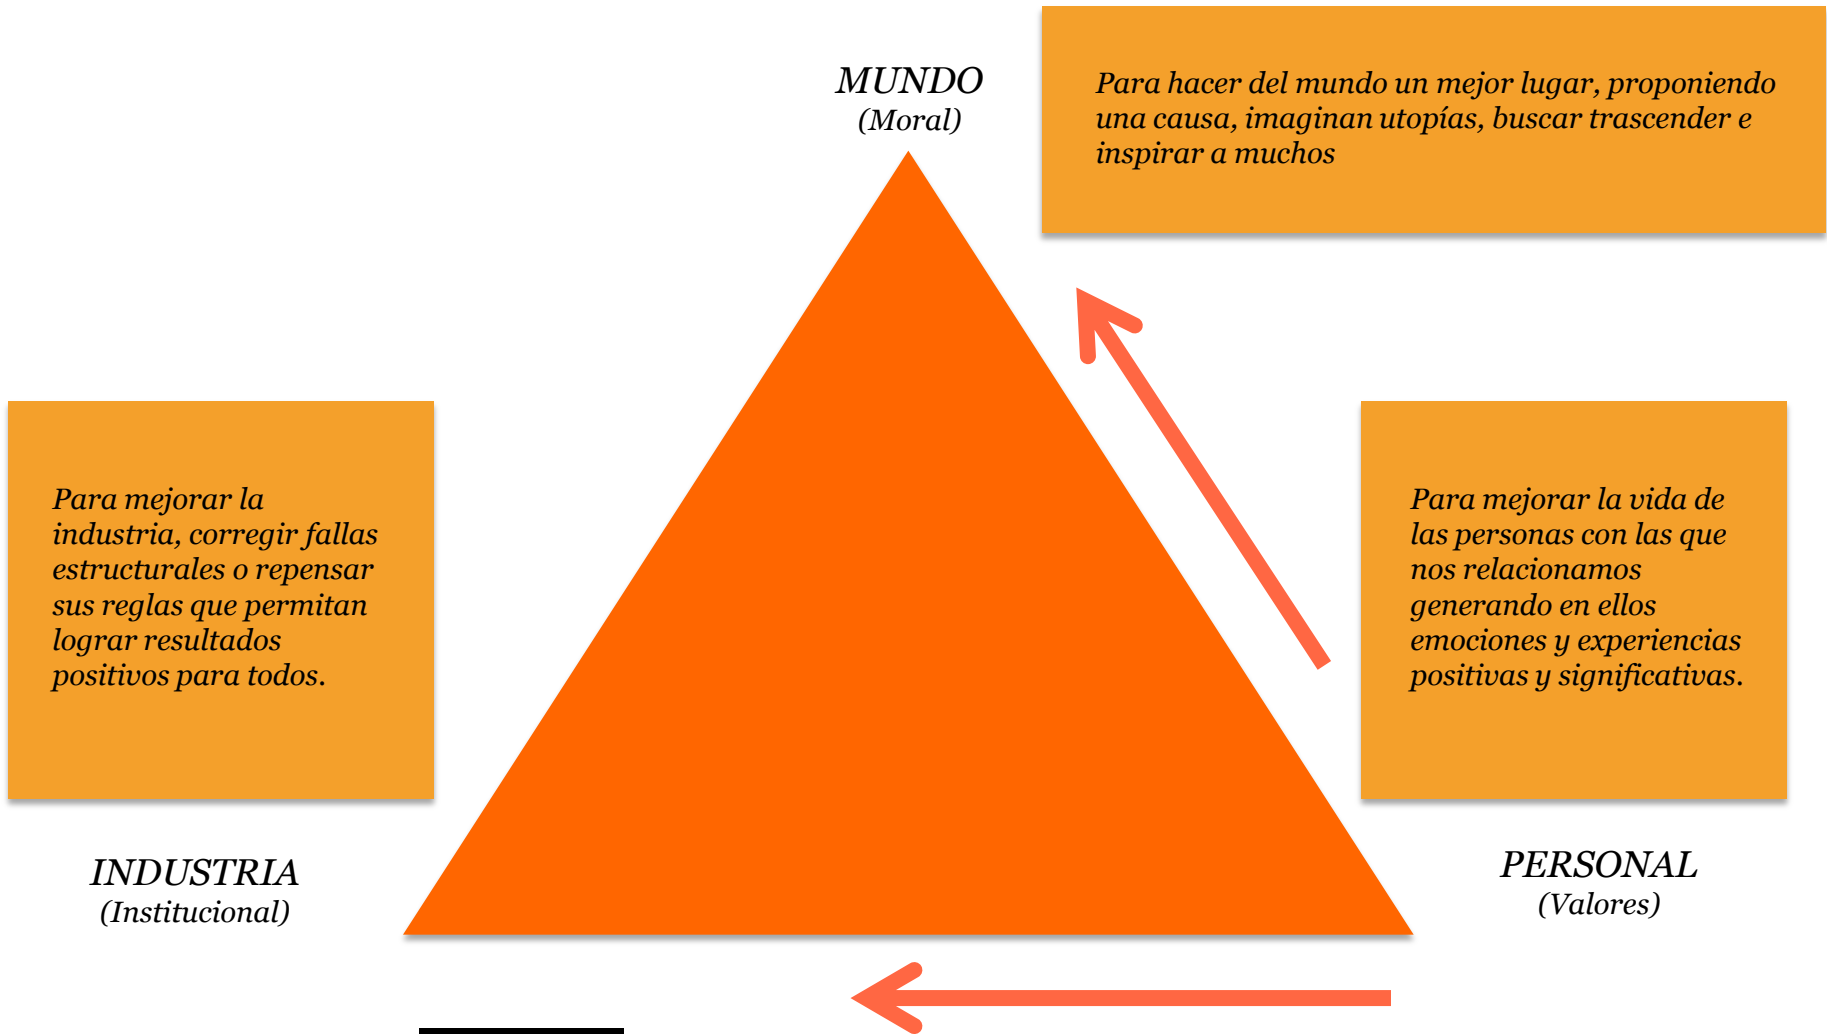 MUNDO
(Moral)
Para hacer del mundo un mejor lugar, proponiendo
una causa, imaginan utopías, buscar trascender e
inspirar a muchos
Para mejorar la
industria, corregir fallas
estructurales o repensar
sus reglas que permitan
lograr resultados
positivos para todos.
Para mejorar la vida de
las personas con las que
nos relacionamos
generando en ellos
emociones y experiencias
positivas y significativas.
INDUSTRIA
(Institucional)
PERSONAL
(Valores)